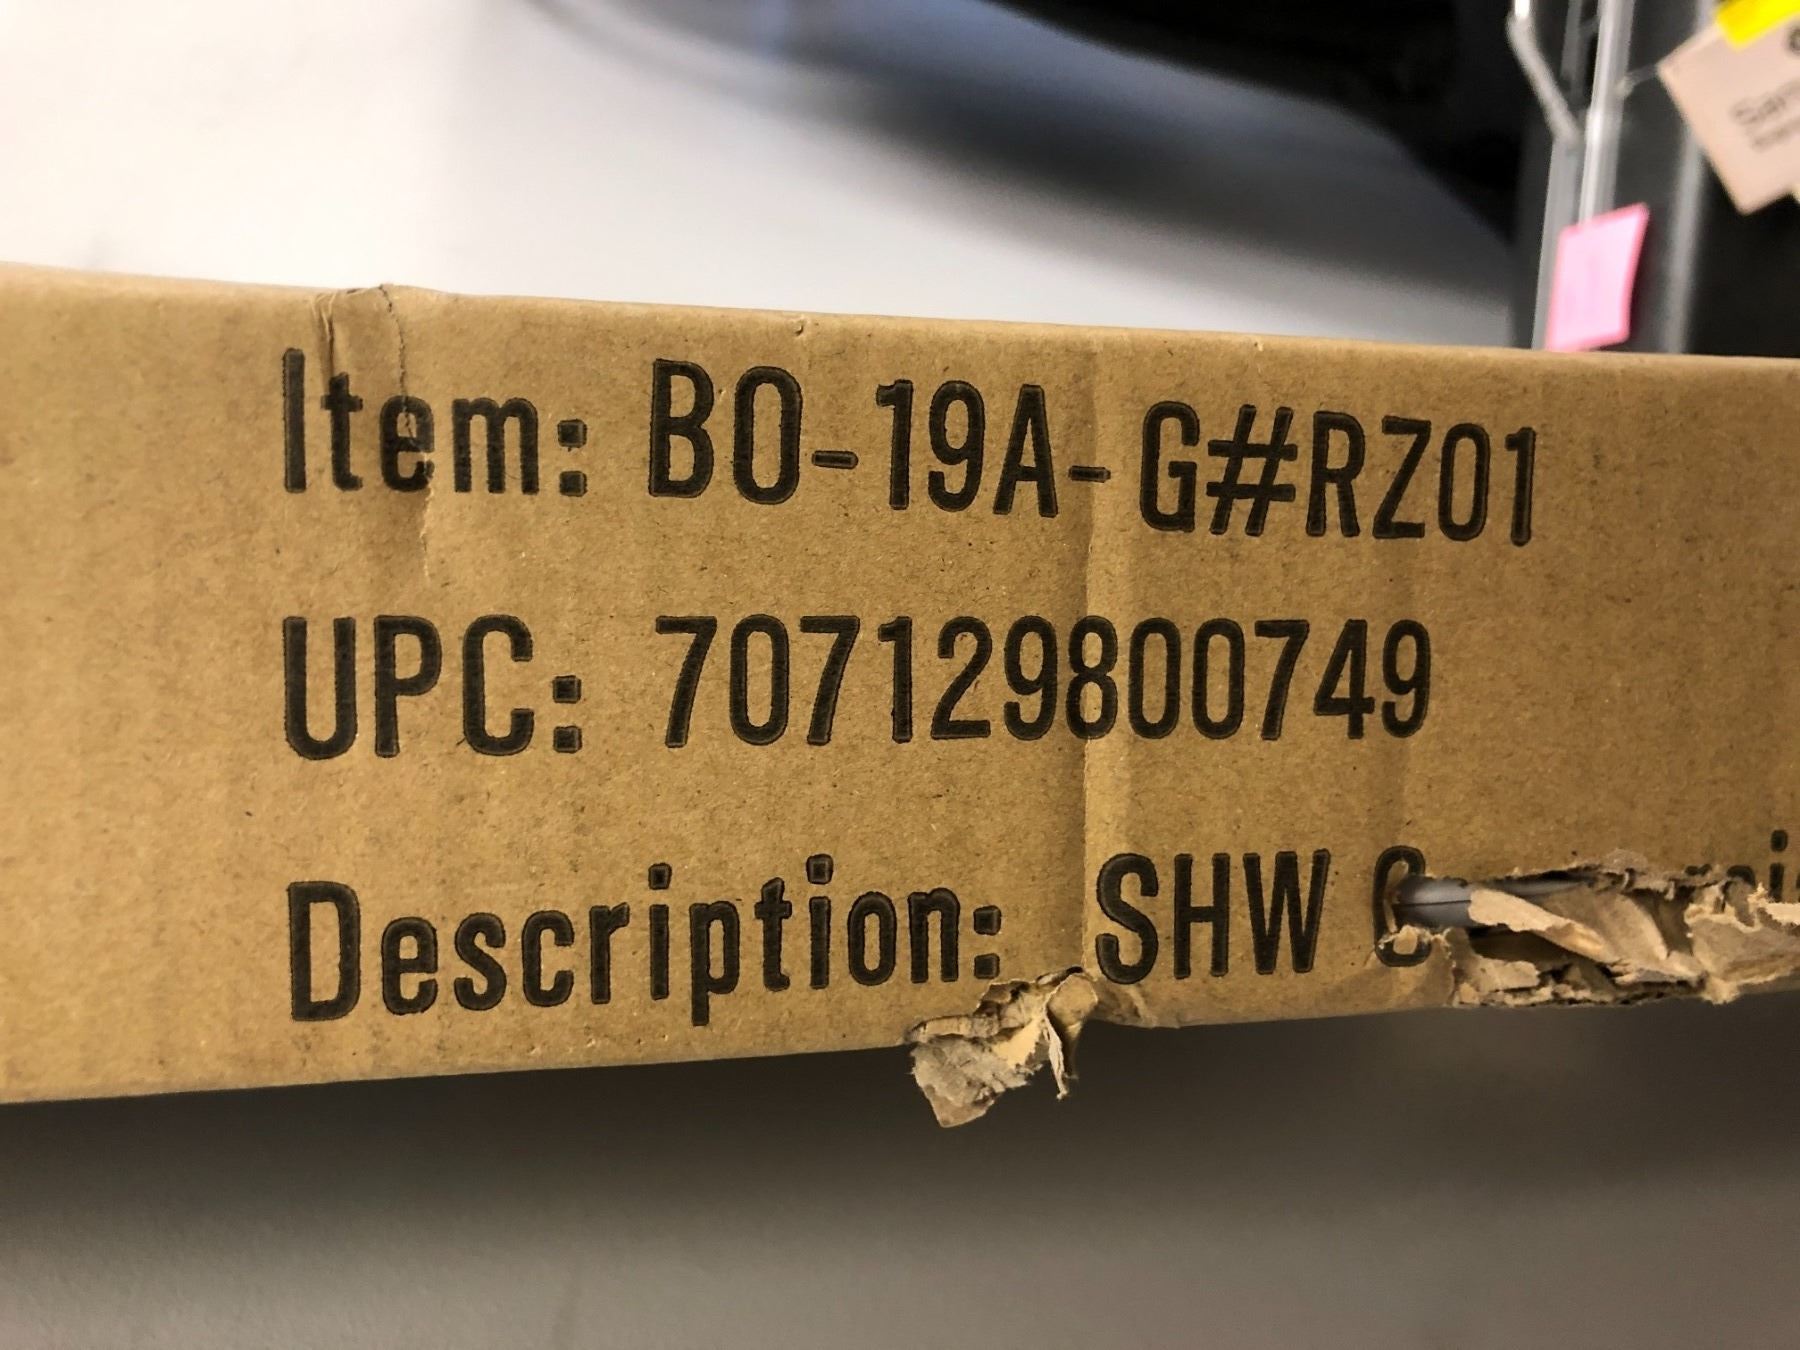 Item: BO-19A-G#RZ01
UPC: 707129800749
Description: SHW